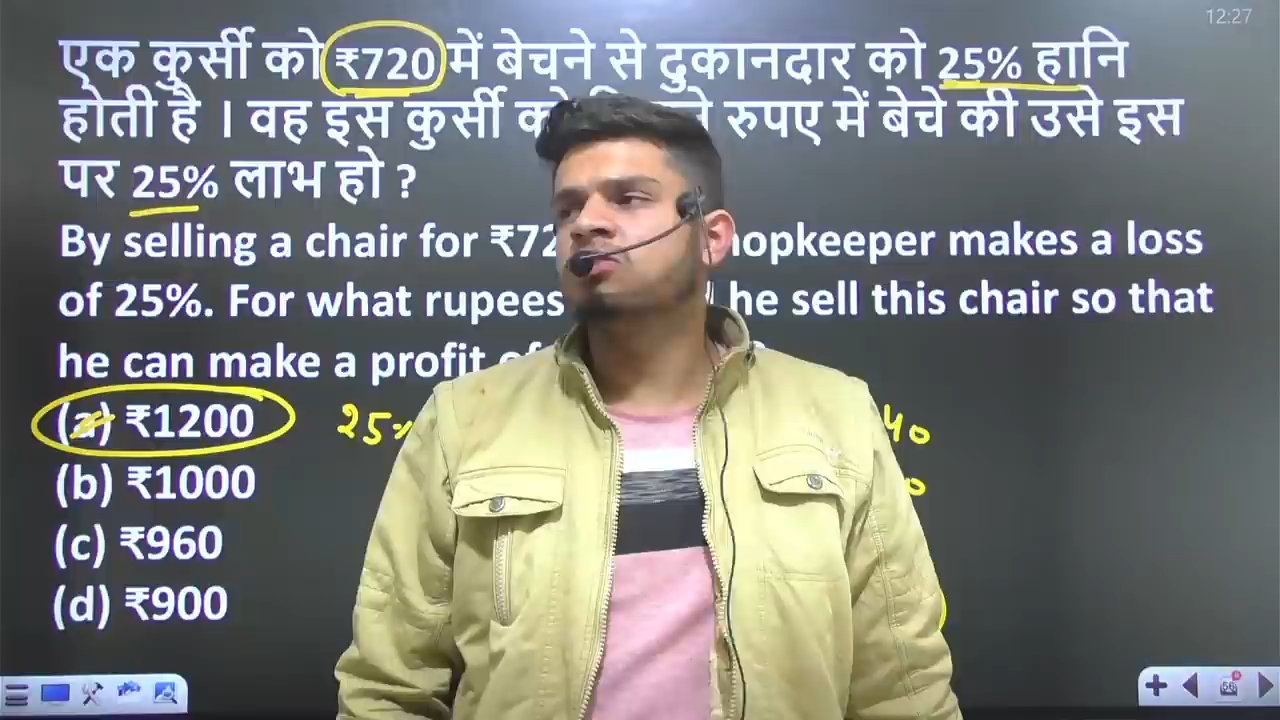 12:27
एक कुर्सी को ₹720 में बेचने से दुकानदार को 25% हानि
होती है । वह इस कुर्सी को रुपए में बेचे की उसे इस
पर 25% लाभ हो ?
By selling a chair for makes a loss
of 25%. For what rupees he sell this chair so that
he can make a profit
(a) ₹1200
25%
(b) ₹1000
(c) ₹960
(d) ₹900